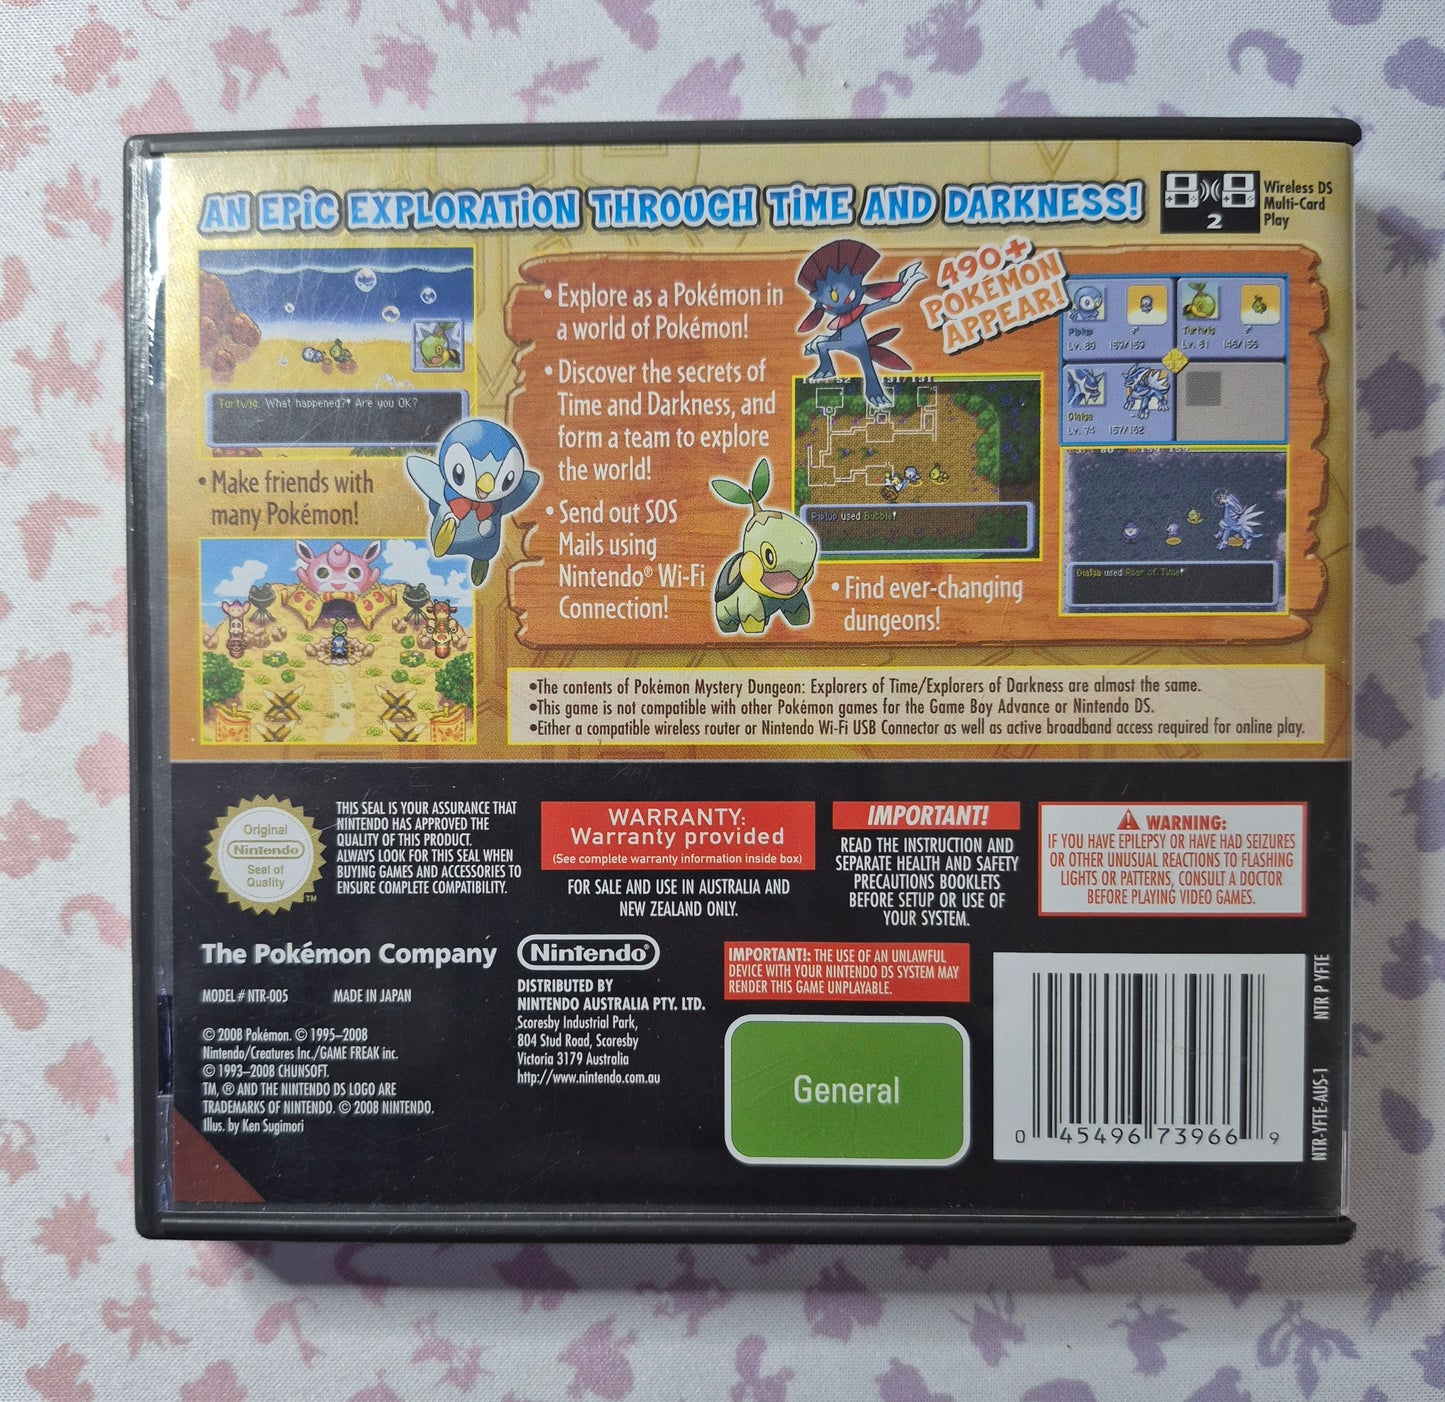 AN EPiC EXPLORATiON THROUGH TiME AND DARKNESS!
2
Wireless DS
Multi-Card
Play
Turtwig: What happened? Are you OK?
• Make friends with
many Pokémon!
• Explore as a Pokémon in
a world of Pokémon!
• Discover the secrets of
Time and Darkness, and
form a team to explore
the world!
• Send out SOS
Mails using
Nintendo® Wi-Fi
Connection!
490+
POKéMON
APPEAR!
Piplup used Bubble!
• Find ever-changing
dungeons!
Piplup
Lv. 80 159/159
Turtwig
Lv. 81 146/156
Dialga
Lv. 74 157/162
Dialga used Roar of Time!
•The contents of Pokémon Mystery Dungeon: Explorers of Time/Explorers of Darkness are almost the same.
•This game is not compatible with other Pokémon games for the Game Boy Advance or Nintendo DS.
•Either a compatible wireless router or Nintendo Wi-Fi USB Connector as well as active broadband access required for online play.
Original
Nintendo
Seal of
Quality
TM
THIS SEAL IS YOUR ASSURANCE THAT
NINTENDO HAS APPROVED THE
QUALITY OF THIS PRODUCT.
ALWAYS LOOK FOR THIS SEAL WHEN
BUYING GAMES AND ACCESSORIES TO
ENSURE COMPLETE COMPATIBILITY.
WARRANTY:
Warranty provided
(See complete warranty information inside box)
FOR SALE AND USE IN AUSTRALIA AND
NEW ZEALAND ONLY.
IMPORTANT!
READ THE INSTRUCTION AND
SEPARATE HEALTH AND SAFETY
PRECAUTIONS BOOKLETS
BEFORE SETUP OR USE OF
YOUR SYSTEM.
WARNING:
IF YOU HAVE EPILEPSY OR HAVE HAD SEIZURES
OR OTHER UNUSUAL REACTIONS TO FLASHING
LIGHTS OR PATTERNS, CONSULT A DOCTOR
BEFORE PLAYING VIDEO GAMES.
The Pokémon Company
MODEL # NTR-005 MADE IN JAPAN
© 2008 Pokémon. © 1995–2008
Nintendo/Creatures Inc./GAME FREAK inc.
© 1993–2008 CHUNSOFT.
TM, ® AND THE NINTENDO DS LOGO ARE
TRADEMARKS OF NINTENDO. © 2008 NINTENDO.
Illus. by Ken Sugimori
Nintendo®
DISTRIBUTED BY
NINTENDO AUSTRALIA PTY. LTD.
Scoresby Industrial Park,
804 Stud Road, Scoresby
Victoria 3179 Australia
http://www.nintendo.com.au
IMPORTANT!: THE USE OF AN UNLAWFUL
DEVICE WITH YOUR NINTENDO DS SYSTEM MAY
RENDER THIS GAME UNPLAYABLE.
General
0 45496 73966 9
NTR P YFTE
NTR-YFTE-AUS-1